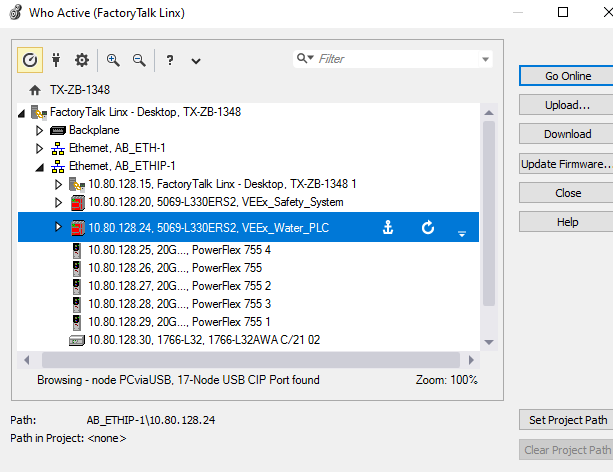 Who Active (FactoryTalk Linx)
Filter
TX-ZB-1348
FactoryTalk Linx - Desktop, TX-ZB-1348
Backplane
Ethernet, AB_ETH-1
Ethernet, AB_ETHIP-1
10.80.128.15, FactoryTalk Linx - Desktop, TX-ZB-1348 1
10.80.128.20, 5069-L330ERS2, VEEx_Safety_System
10.80.128.24, 5069-L330ERS2, VEEx_Water_PLC
10.80.128.25, 20G..., PowerFlex 755 4
10.80.128.26, 20G..., PowerFlex 755
10.80.128.27, 20G..., PowerFlex 755 2
10.80.128.28, 20G..., PowerFlex 755 3
10.80.128.29, 20G..., PowerFlex 755 1
10.80.128.30, 1766-L32, 1766-L32AWA C/21 02
Browsing - node PCviaUSB, 17-Node USB CIP Port found Zoom: 100%
Go Online
Upload...
Download
Update Firmware...
Close
Help
Path: AB_ETHIP-1\10.80.128.24
Path in Project: <none>
Set Project Path
Clear Project Path